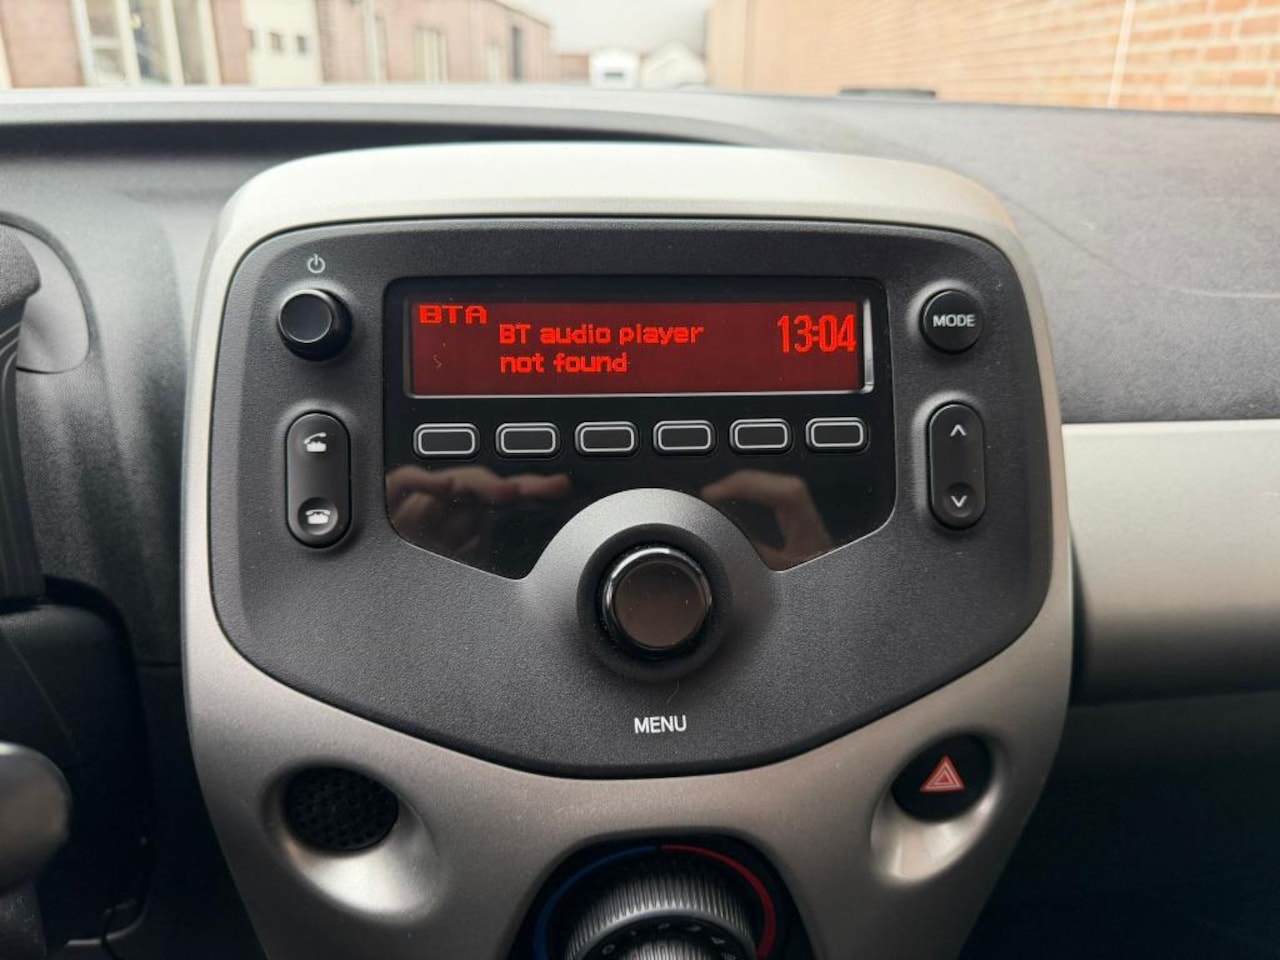 BTA
BT audio player
not found
13:04
MODE
MENU